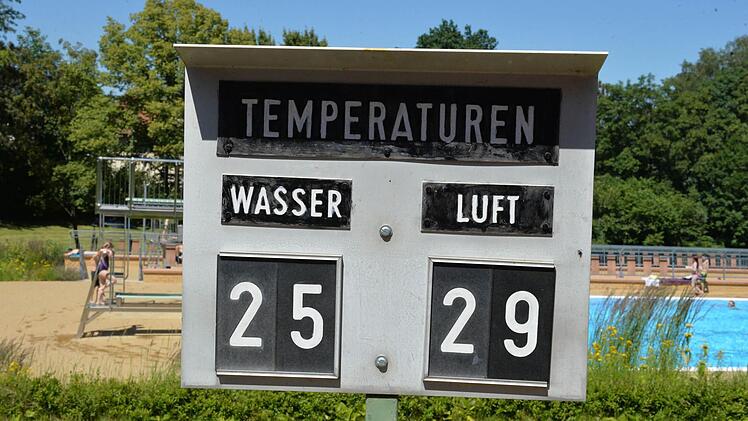 TEMPERATUREN
WASSER LUFT
25 29